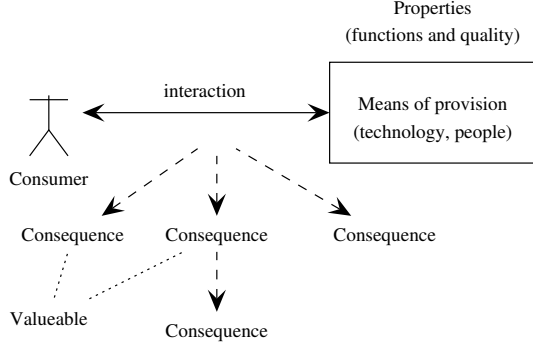 Properties
(functions and quality)
interaction
Means of provision
(technology, people)
Consumer
Consequence
Consequence
Consequence
Valueable
Consequence